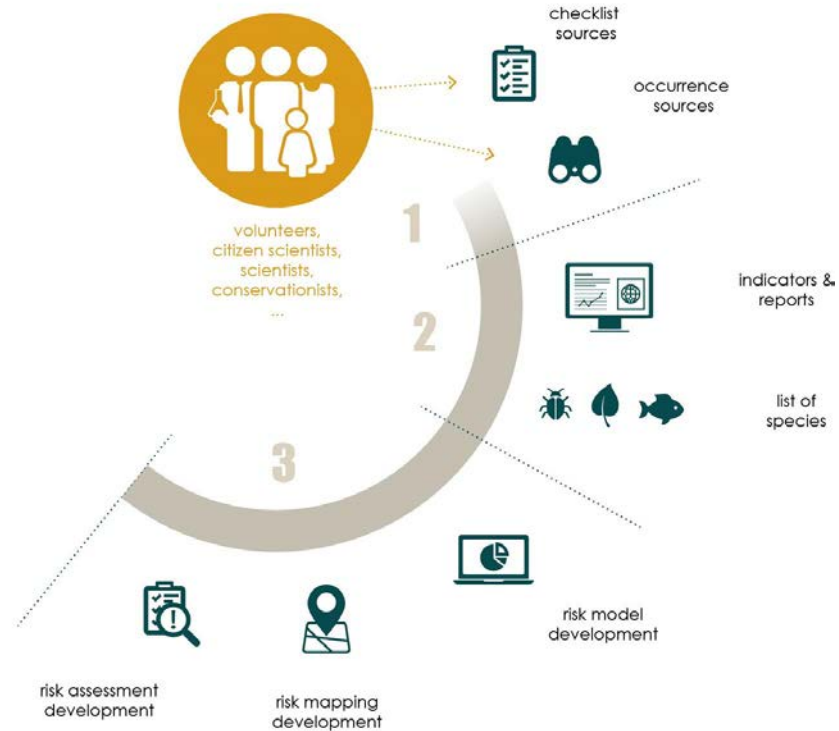 checklist
sources
occurrence
sources
volunteers,
citizen scientists,
scientists,
conservationists,
...
1
indicators &
reports
2
list of
species
3
risk model
development
risk assessment
development
risk mapping
development